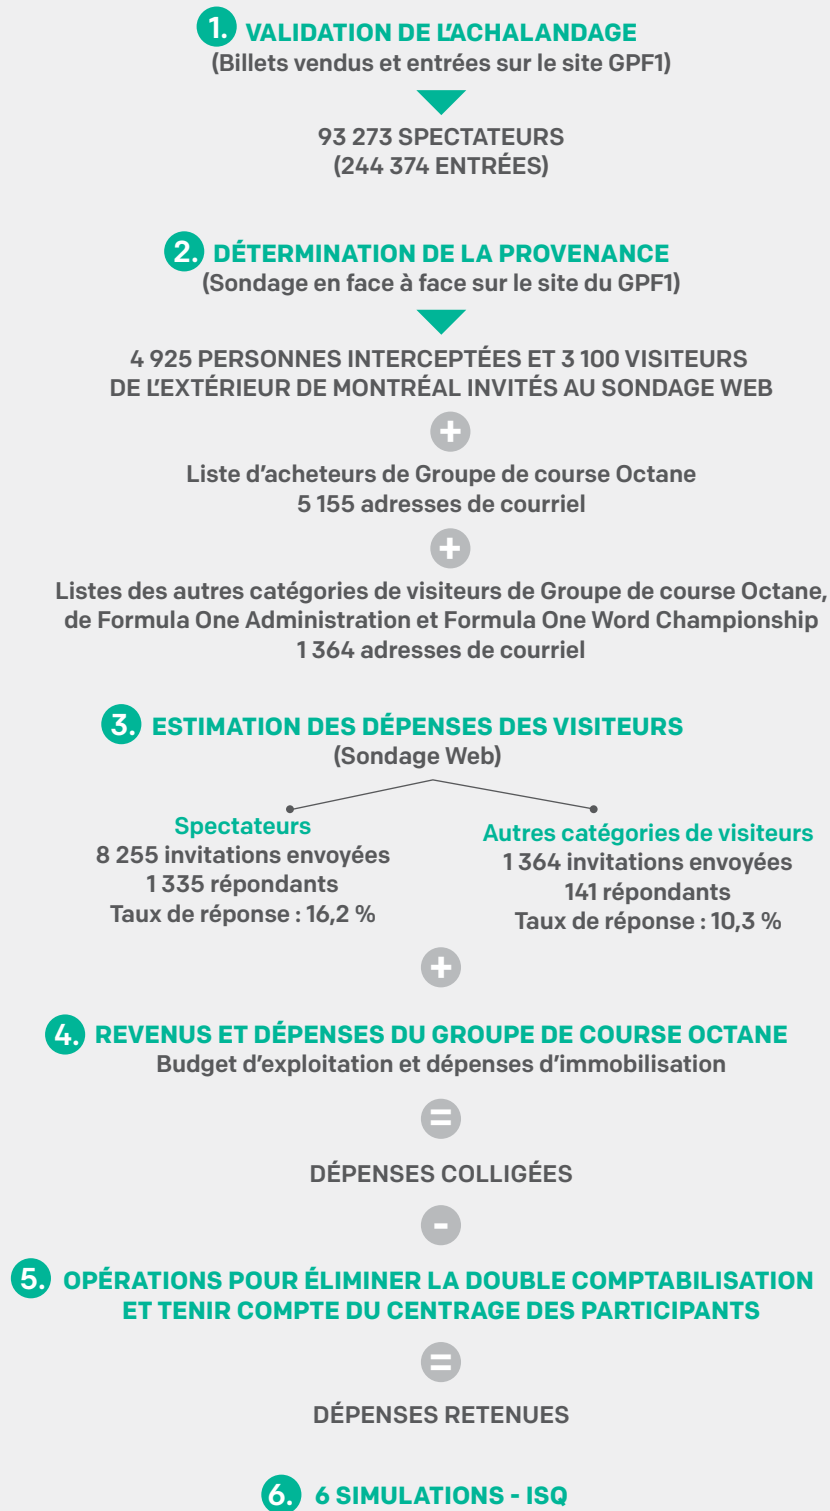 1. VALIDATION DE L'ACHALANDAGE
(Billets vendus et entrées sur le site GPF1)
93 273 SPECTATEURS
(244 374 ENTRÉES)
2. DÉTERMINATION DE LA PROVENANCE
(Sondage en face à face sur le site du GPF1)
4 925 PERSONNES INTERCEPTÉES ET 3 100 VISITEURS
DE L'EXTÉRIEUR DE MONTRÉAL INVITÉS AU SONDAGE WEB
+
Liste d'acheteurs de Groupe de course Octane
5 155 adresses de courriel
+
Listes des autres catégories de visiteurs de Groupe de course Octane,
de Formula One Administration et Formula One Word Championship
1 364 adresses de courriel
3. ESTIMATION DES DÉPENSES DES VISITEURS
(Sondage Web)
Spectateurs
8 255 invitations envoyées
1 335 répondants
Taux de réponse : 16,2 %
Autres catégories de visiteurs
1 364 invitations envoyées
141 répondants
Taux de réponse : 10,3 %
+
4. REVENUS ET DÉPENSES DU GROUPE DE COURSE OCTANE
Budget d'exploitation et dépenses d'immobilisation
=
DÉPENSES COLLIGÉES
-
5. OPÉRATIONS POUR ÉLIMINER LA DOUBLE COMPTABILISATION
ET TENIR COMPTE DU CENTRAGE DES PARTICIPANTS
=
DÉPENSES RETENUES
6. 6 SIMULATIONS - ISQ